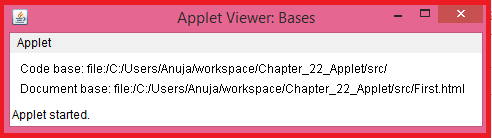 Applet Viewer: Bases
Applet
Code base: file:/C:/Users/Anuja/workspace/Chapter_22_Applet/src/
Document base: file:/C:/Users/Anuja/workspace/Chapter_22_Applet/src/First.html
Applet started.